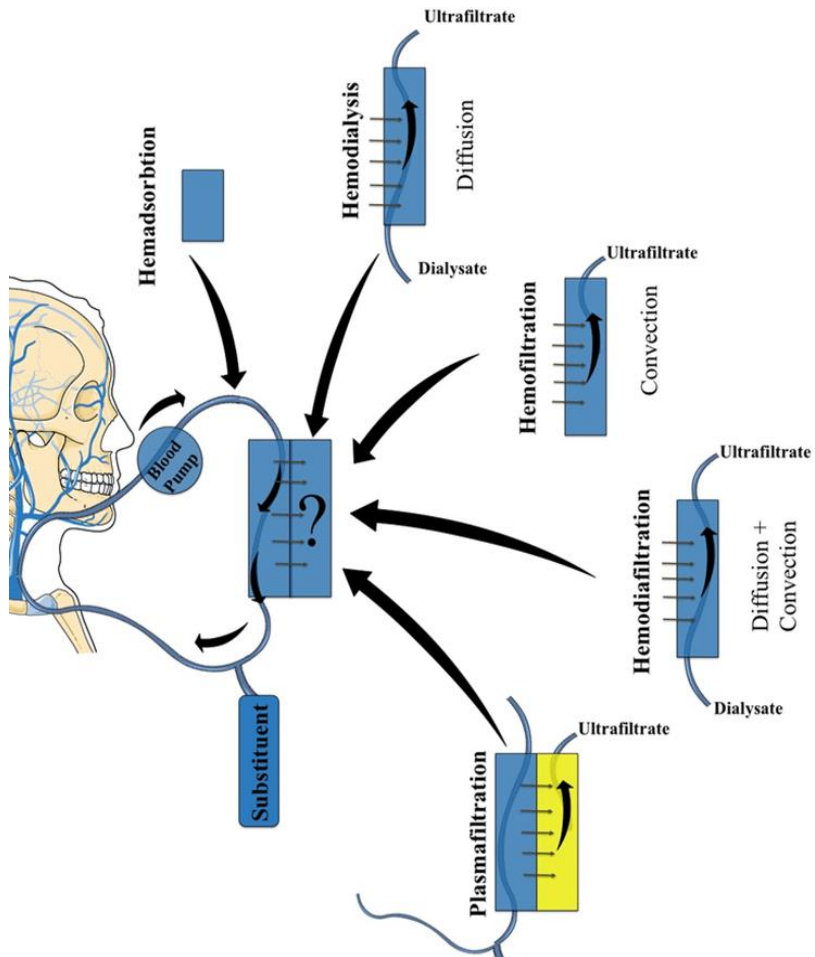 Ultrafiltrate
Hemodialysis
Diffusion
Dialysate
Hemadsorbtion
Blood
Pump
?
Ultrafiltrate
Hemofiltration
Convection
Ultrafiltrate
Hemodiafiltration
Diffusion +
Convection
Dialysate
Substituent
Ultrafiltrate
Plasmafiltration